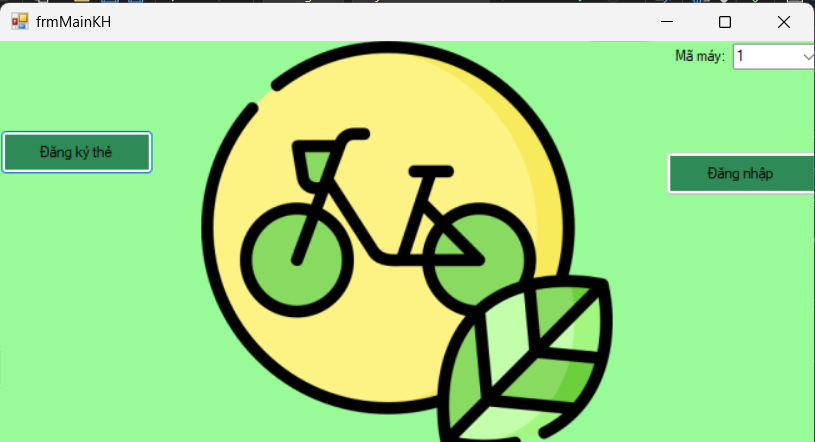 frmMainKH
Mã máy: 1
Đăng ký thẻ
Đăng nhập